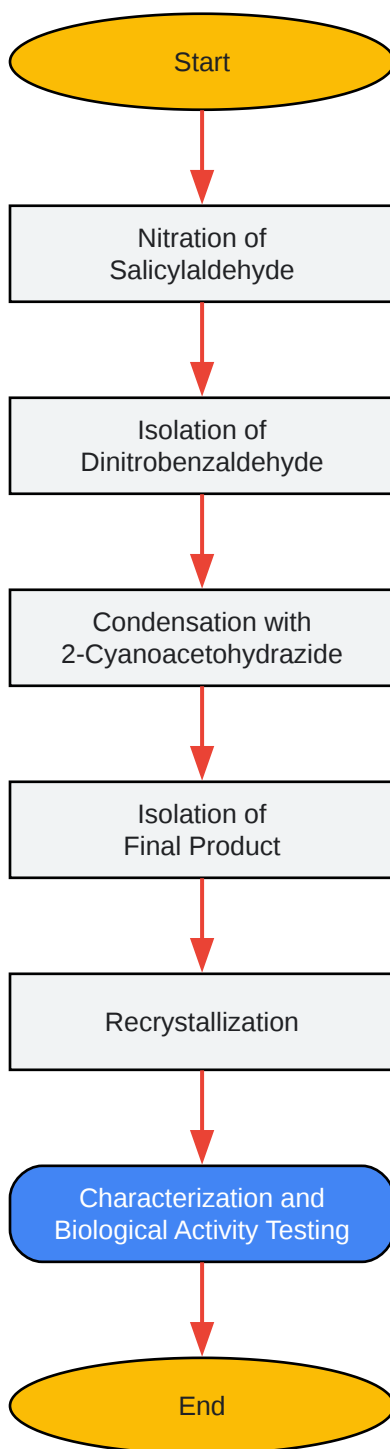 Start
Nitration of
Salicylaldehyde
Isolation of
Dinitrobenzaldehyde
Condensation with
2-Cyanoacetohydrazide
Isolation of
Final Product
Recrystallization
Characterization and
Biological Activity Testing
End